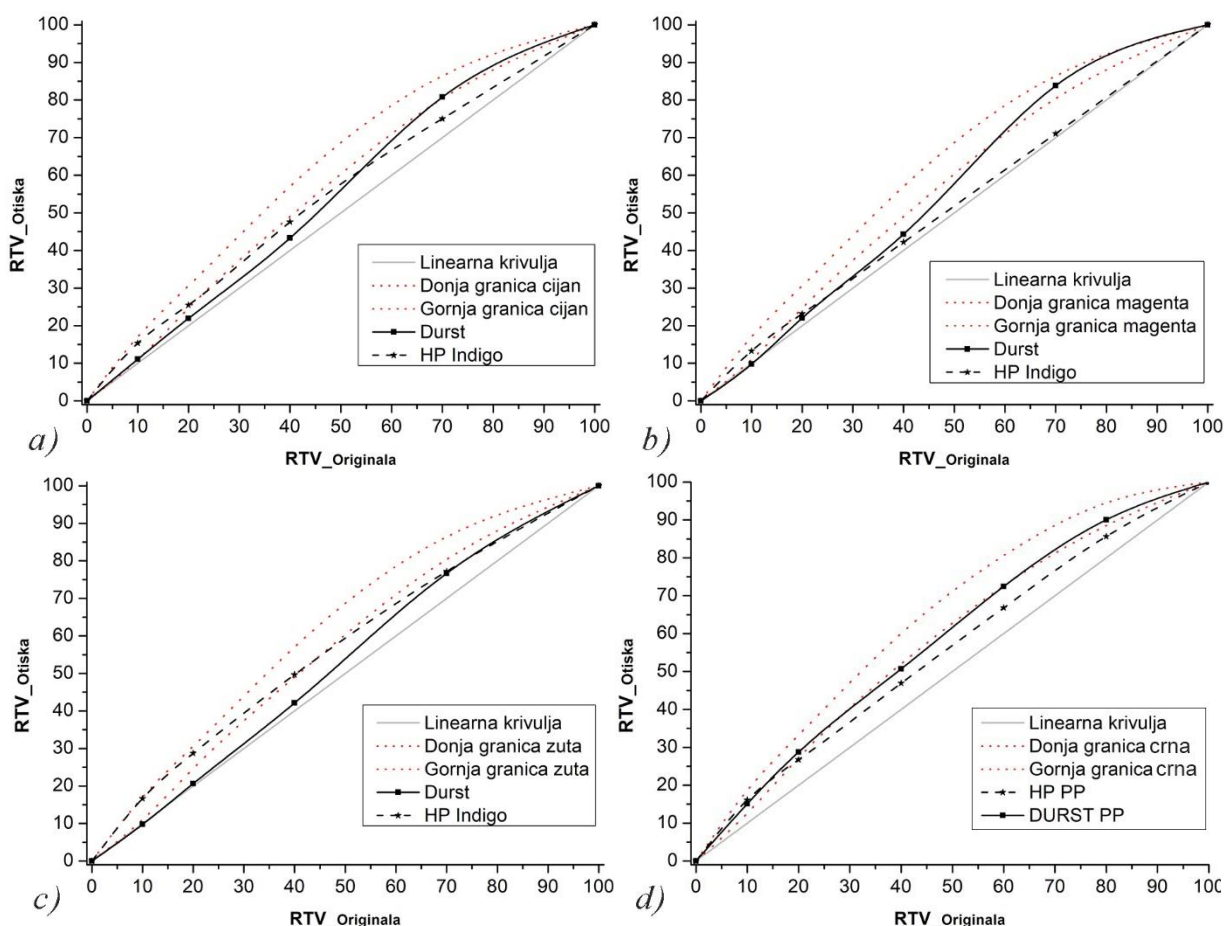 100
90
80
70
60
50
40
30
20
10
0
RTV_Otiska
Linearna krivulja
Donja granica cijan
Gornja granica cijan
Durst
HP Indigo
0 10 20 30 40 50 60 70 80 90 100
RTV_Originala
a)
100
90
80
70
60
50
40
30
20
10
0
RTV_Otiska
Linearna krivulja
Donja granica magenta
Gornja granica magenta
Durst
HP Indigo
0 10 20 30 40 50 60 70 80 90 100
RTV_Originala
b)
100
90
80
70
60
50
40
30
20
10
0
RTV_Otiska
Linearna krivulja
Donja granica zuta
Gornja granica zuta
Durst
HP Indigo
0 10 20 30 40 50 60 70 80 90 100
RTV_Originala
c)
100
90
80
70
60
50
40
30
20
10
0
RTV_Otiska
Linearna krivulja
Donja granica crna
Gornja granica crna
HP PP
DURST PP
0 10 20 30 40 50 60 70 80 90 100
RTV_Originala
d)